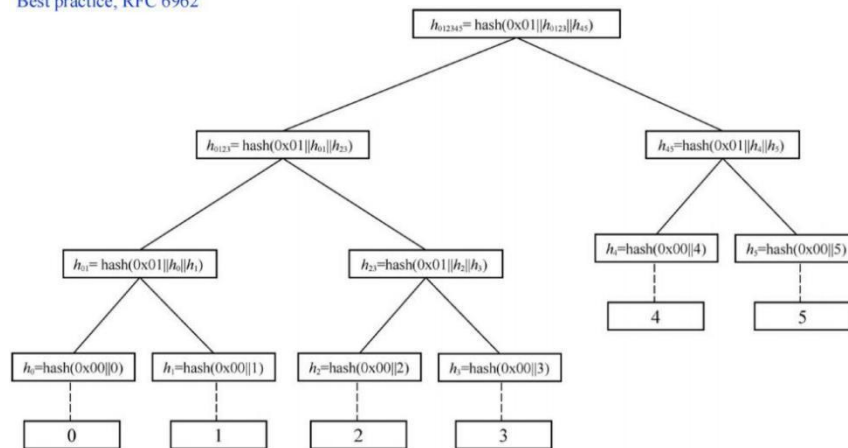 Best practice, RFC 6962
h₀₁₂₃₄₅= hash(0x01||h₀₁₂₃||h₄₅)
h₀₁₂₃= hash(0x01||h₀₁||h₂₃)
h₄₅=hash(0x01||h₄||h₅)
h₀₁= hash(0x01||h₀||h₁)
h₂₃=hash(0x01||h₂||h₃)
h₄=hash(0x00||4)
h₅=hash(0x00||5)
4
5
h₀=hash(0x00||0)
h₁=hash(0x00||1)
h₂=hash(0x00||2)
h₃=hash(0x00||3)
0
1
2
3